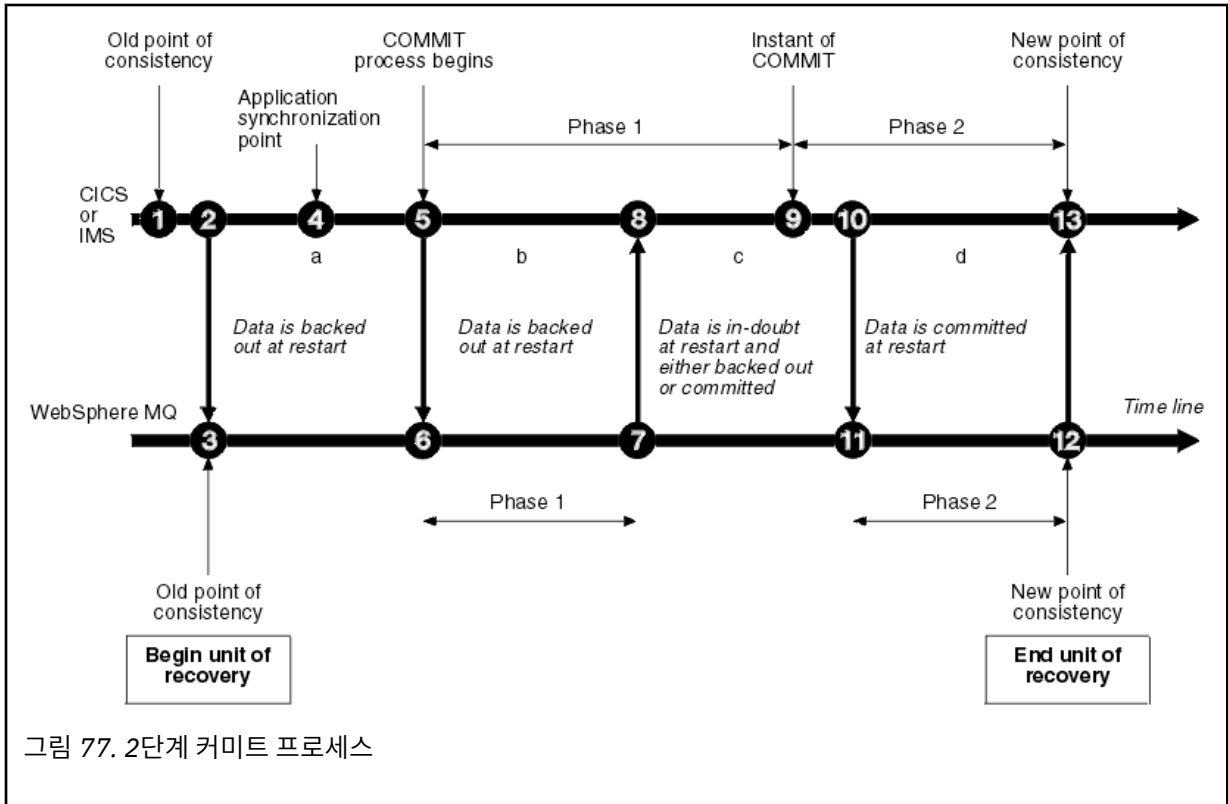 Old point of
consistency
COMMIT
process begins
Instant of
COMMIT
New point of
consistency
Application
synchronization
point
Phase 1
Phase 2
CICS
or
IMS
1
2
4
5
8
9
10
13
a
b
c
d
Data is backed
out at restart
Data is backed
out at restart
Data is in-doubt
at restart and
either backed out
or committed
Data is committed
at restart
WebSphere MQ
Time line
3
6
7
11
12
Phase 1
Phase 2
Old point of
consistency
New point of
consistency
Begin unit of
recovery
End unit of
recovery
그림 77. 2단계 커미트 프로세스